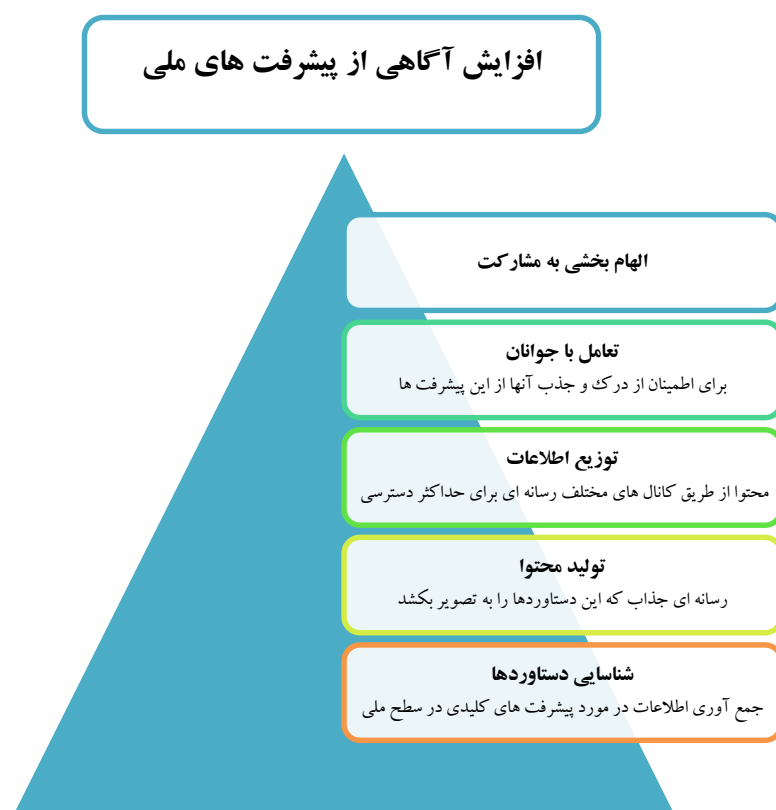 افزایش آگاهی از پیشرفت های ملی
الهام بخشی به مشارکت
تعامل با جوانان
برای اطمینان از درک و جذب آنها از این پیشرفت ها
توزیع اطلاعات
محتوا از طریق کانال های مختلف رسانه ای برای حداکثر دسترسی
تولید محتوا
رسانه ای جذاب که این دستاوردها را به تصویر بکشد
شناسایی دستاوردها
جمع آوری اطلاعات در مورد پیشرفت های کلیدی در سطح ملی